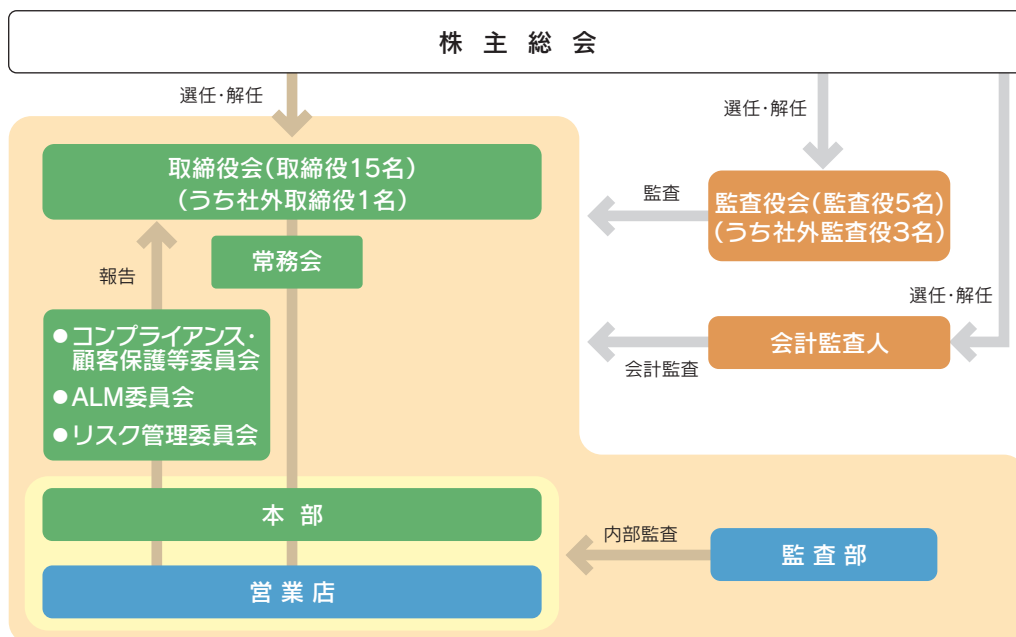 株主総会
選任・解任
選任・解任
取締役会(取締役15名)
(うち社外取締役1名)
監査
監査役会(監査役5名)
(うち社外監査役3名)
常務会
報告
選任・解任
●コンプライアンス・
顧客保護等委員会
●ALM委員会
●リスク管理委員会
会計監査人
会計監査
本部
内部監査
監査部
営業店